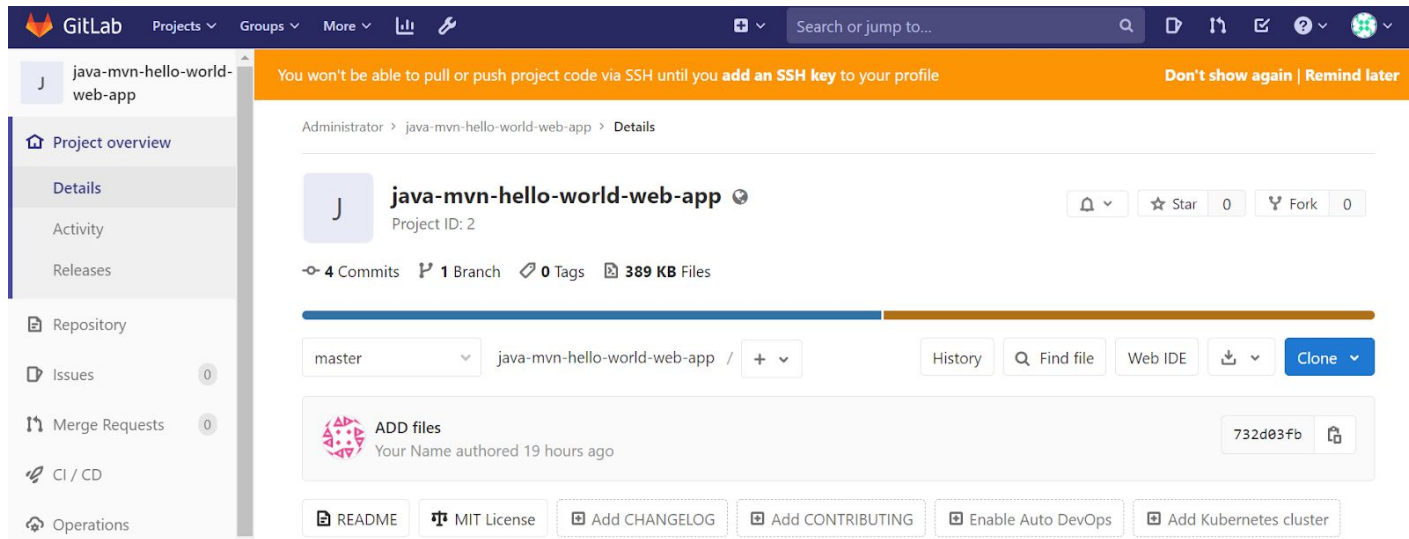 GitLab Projects Groups More Search or jump to...
java-mvn-hello-world-
web-app
You won't be able to pull or push project code via SSH until you add an SSH key to your profile Don't show again | Remind later
Administrator > java-mvn-hello-world-web-app > Details
Project overview
Details
Activity
Releases
Repository
Issues 0
Merge Requests 0
CI / CD
Operations
J
J
java-mvn-hello-world-web-app
Project ID: 2
Star 0 Fork 0
4 Commits 1 Branch 0 Tags 389 KB Files
master java-mvn-hello-world-web-app / + History Find file Web IDE Clone
ADD files
Your Name authored 19 hours ago
732d03fb
README MIT License Add CHANGELOG Add CONTRIBUTING Enable Auto DevOps Add Kubernetes cluster